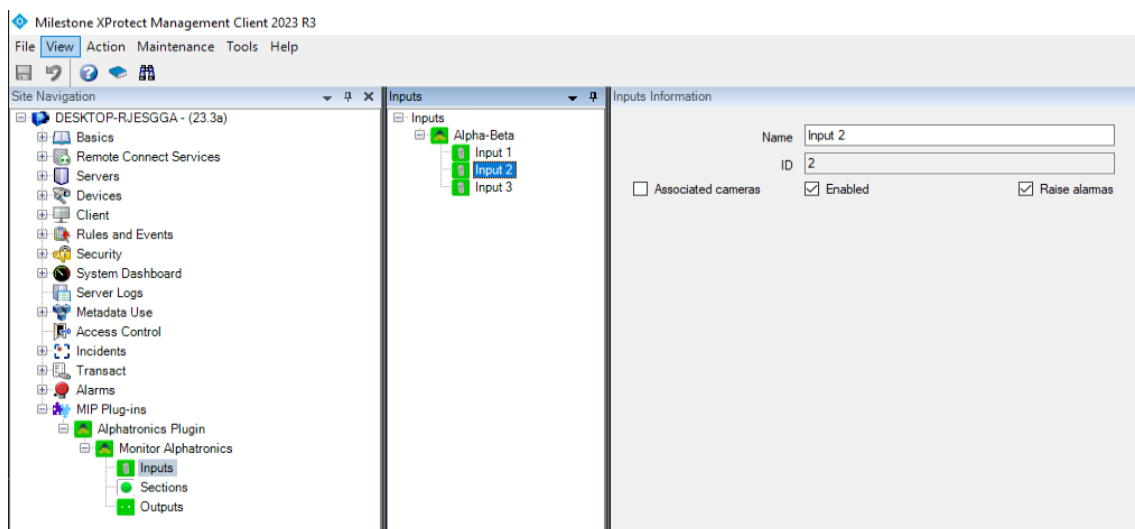 Milestone XProtect Management Client 2023 R3
File View Action Maintenance Tools Help
Site Navigation
DESKTOP-RJESGGA - (23.3a)
Basics
Remote Connect Services
Servers
Devices
Client
Rules and Events
Security
System Dashboard
Server Logs
Metadata Use
Access Control
Incidents
Transact
Alarms
MIP Plug-ins
Alphatronics Plugin
Monitor Alphatronics
Inputs
Sections
Outputs
Inputs
Inputs
Alpha-Beta
Input 1
Input 2
Input 3
Inputs Information
Name Input 2
ID 2
Associated cameras Enabled Raise alamas